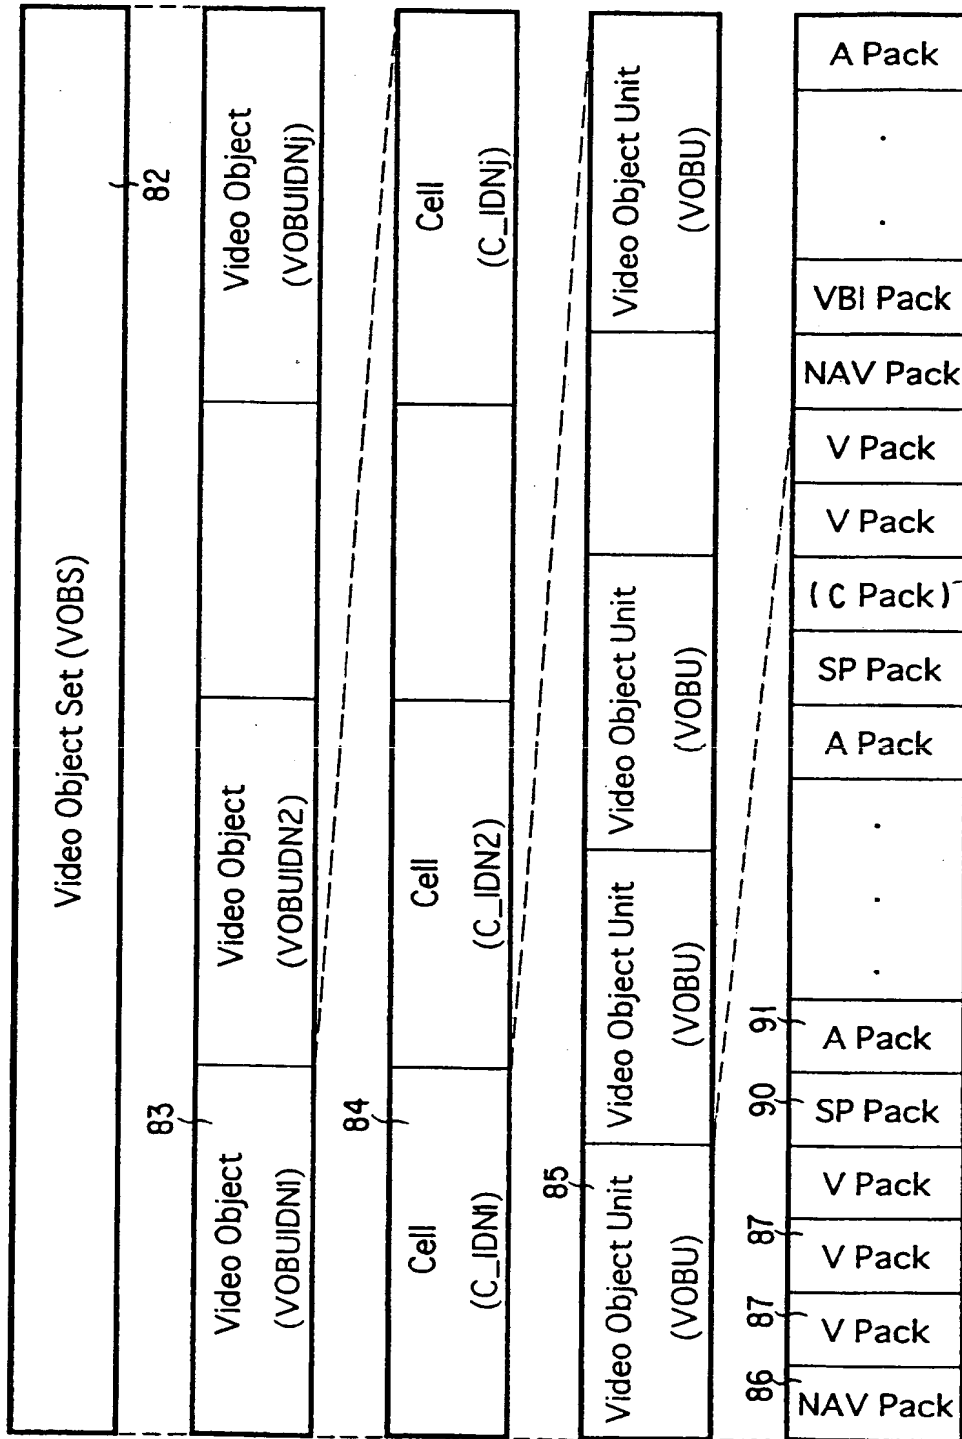 Video Object Set (VOBS)
82
83
Video Object
(VOBUIDN1)
Video Object
(VOBUIDN2)
Video Object
(VOBUIDNj)
84
Cell
(C_IDN1)
Cell
(C_IDN2)
Cell
(C_IDNj)
85
Video Object Unit
(VOBU)
Video Object Unit
(VOBU)
Video Object Unit
(VOBU)
Video Object Unit
(VOBU)
A Pack
VBI Pack
NAV Pack
V Pack
V Pack
(C Pack)
SP Pack
A Pack
91
A Pack
90
SP Pack
V Pack
87
V Pack
87
V Pack
86
NAV Pack